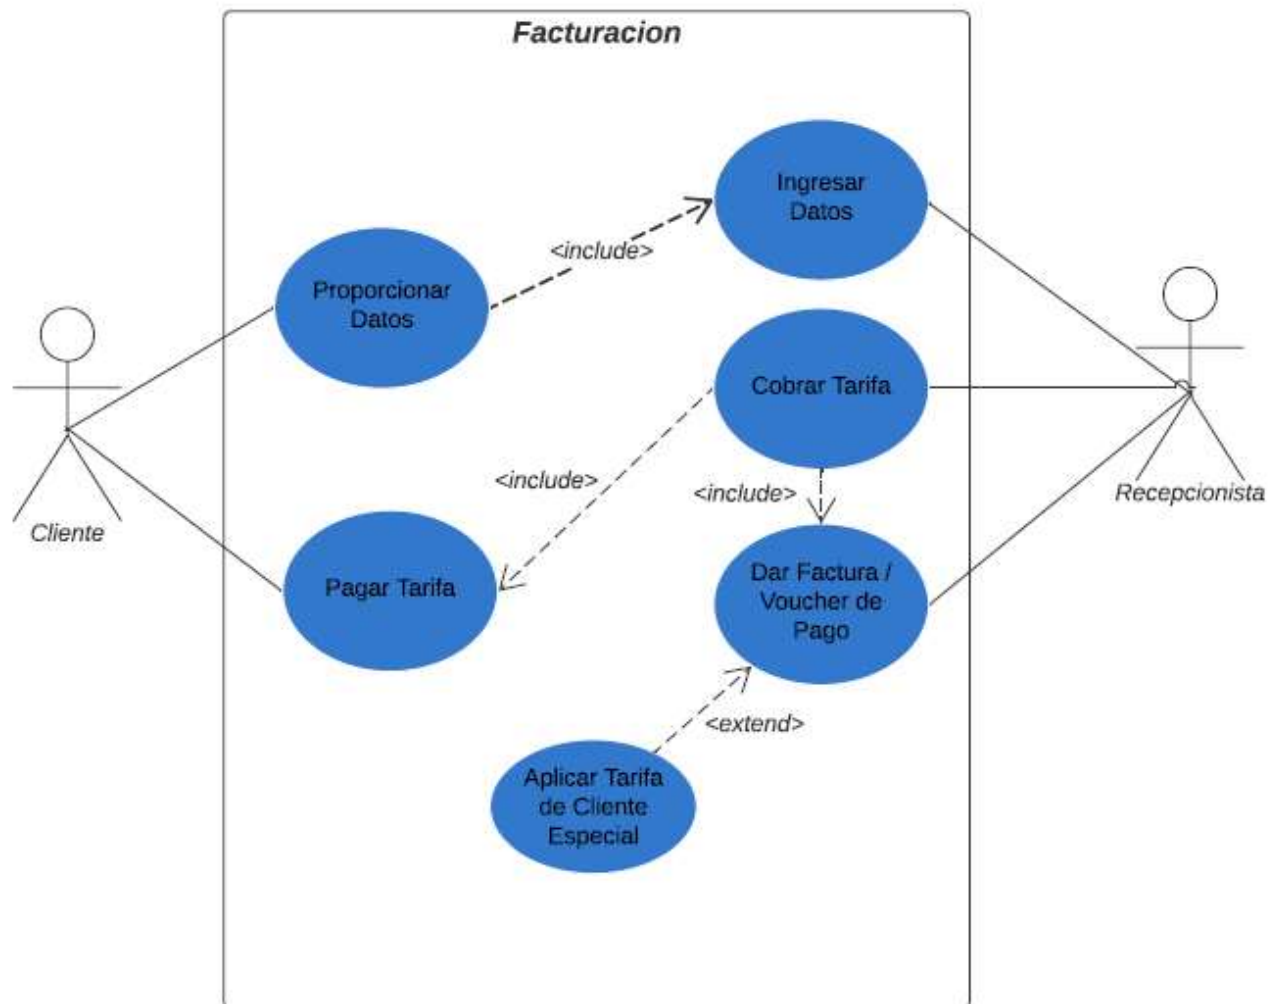 Facturacion
Ingresar
Datos
<include>
Proporcionar
Datos
Cobrar Tarifa
<include>
<include>
Recepcionista
Cliente
Pagar Tarifa
Dar Factura /
Voucher de
Pago
<extend>
Aplicar Tarifa
de Cliente
Especial